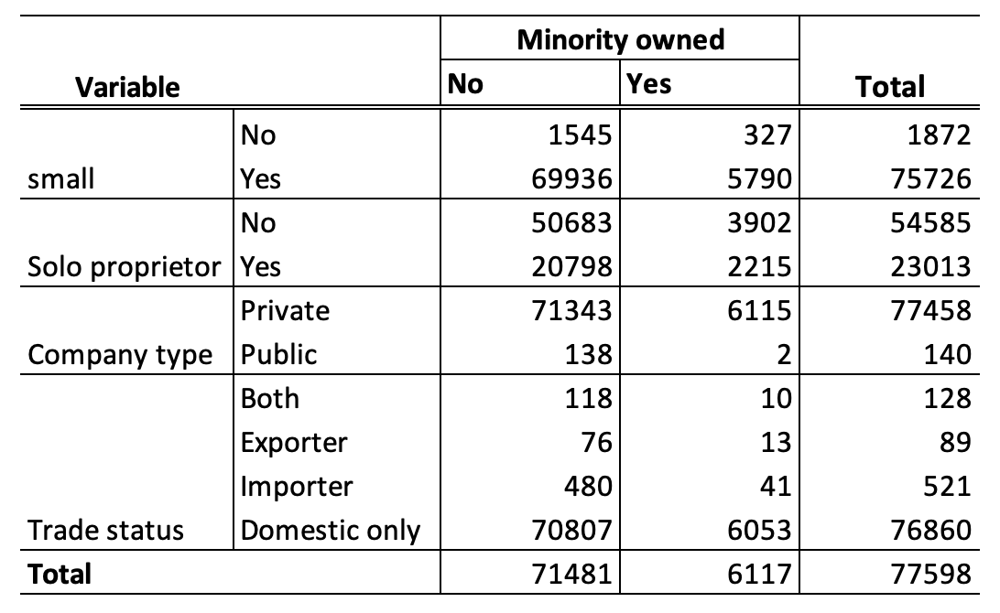 Minority owned
Variable No Yes Total
No 1545 327 1872
small Yes 69936 5790 75726
No 50683 3902 54585
Solo proprietor Yes 20798 2215 23013
Private 71343 6115 77458
Company type Public 138 2 140
Both 118 10 128
Exporter 76 13 89
Importer 480 41 521
Trade status Domestic only 70807 6053 76860
Total 71481 6117 77598